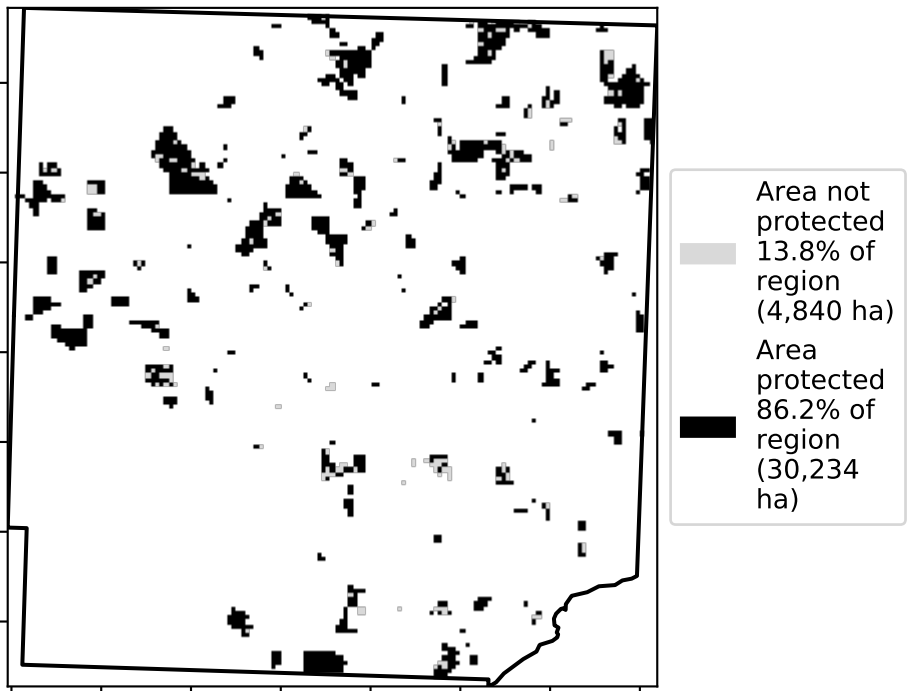 Area not
protected
13.8% of
region
(4,840 ha)
Area
protected
86.2% of
region
(30,234
ha)